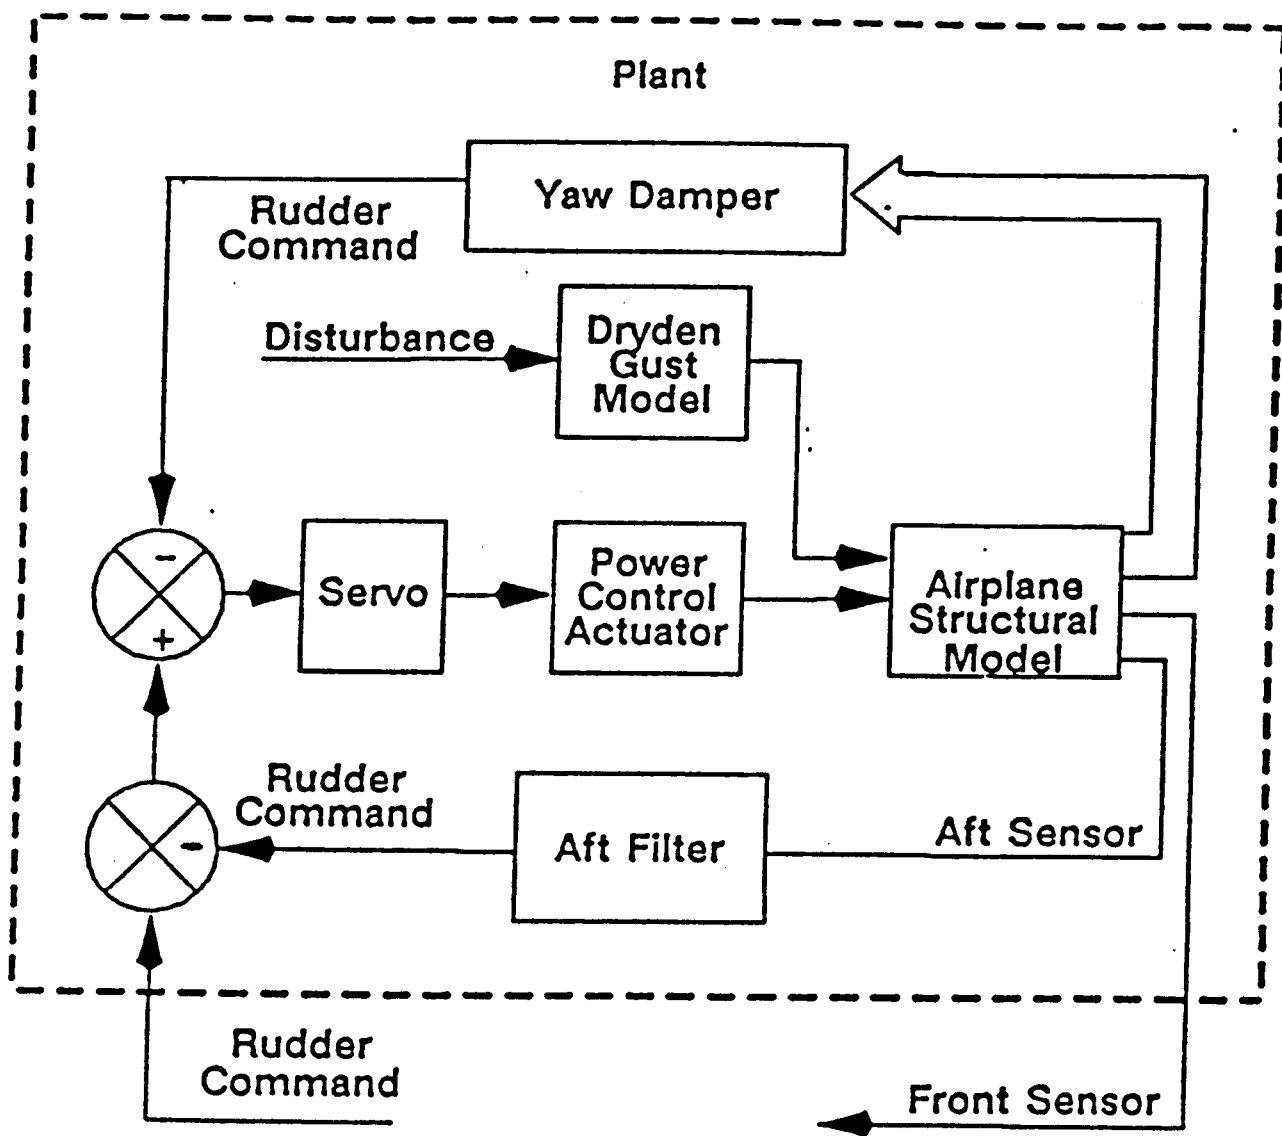 Plant
Yaw Damper
Rudder
Command
Disturbance
Dryden
Gust
Model
-
+
Servo
Power
Control
Actuator
Airplane
Structural
Model
Rudder
Command
-
Aft Filter
Aft Sensor
Rudder
Command
Front Sensor